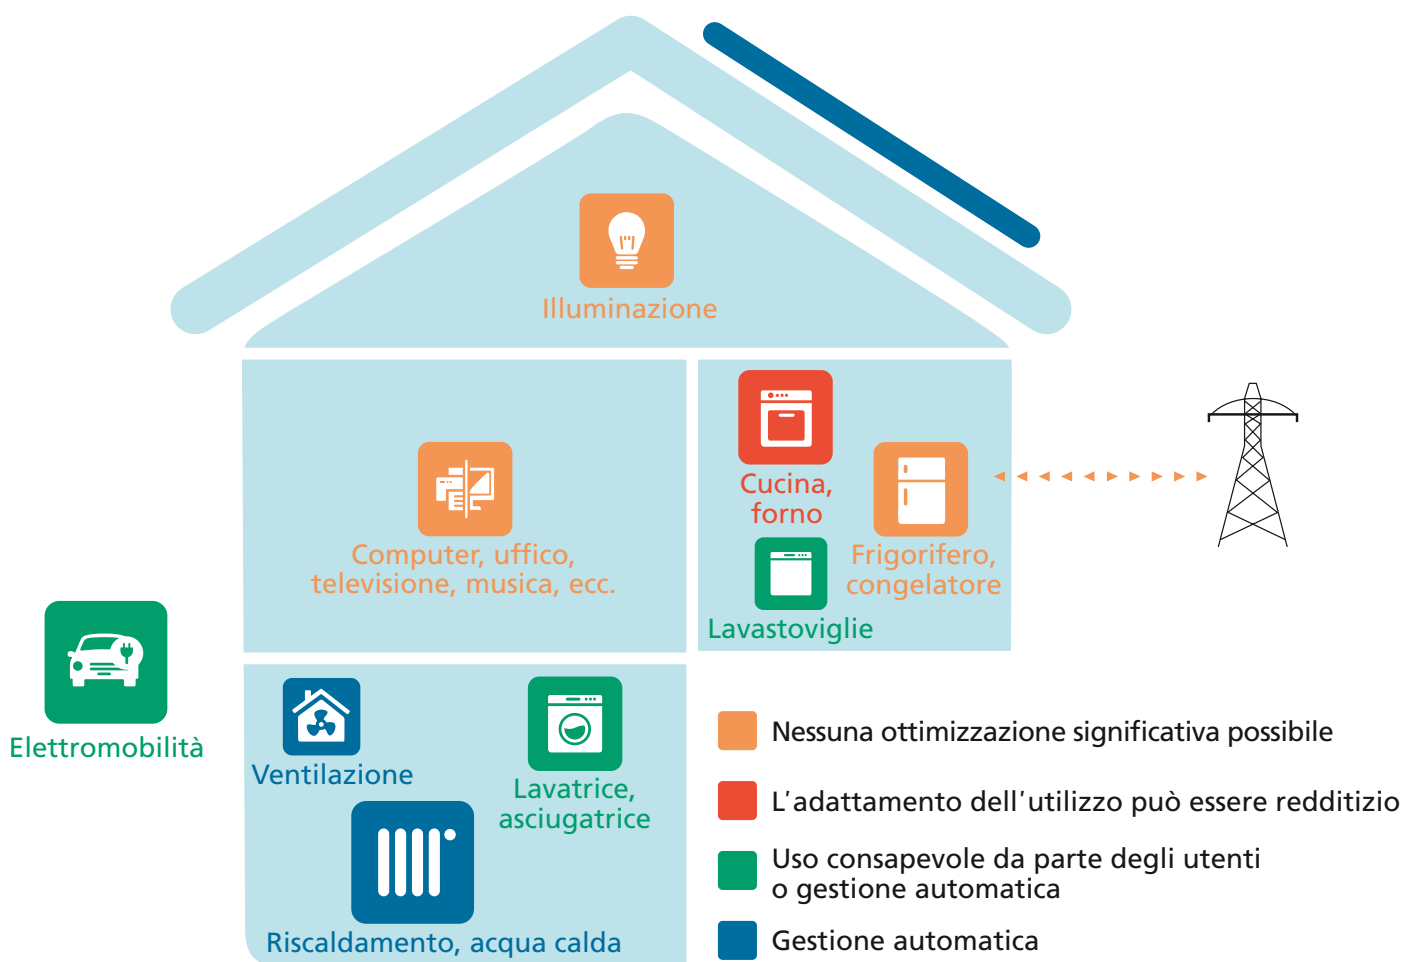 Illuminazione
Cucina,
forno
Computer, uffico,
televisione, musica, ecc.
Frigorifero,
congelatore
Lavastoviglie
Elettromobilità
Ventilazione
Lavatrice,
asciugatrice
Riscaldamento, acqua calda
Nessuna ottimizzazione significativa possibile
L'adattamento dell'utilizzo può essere redditizio
Uso consapevole da parte degli utenti
o gestione automatica
Gestione automatica